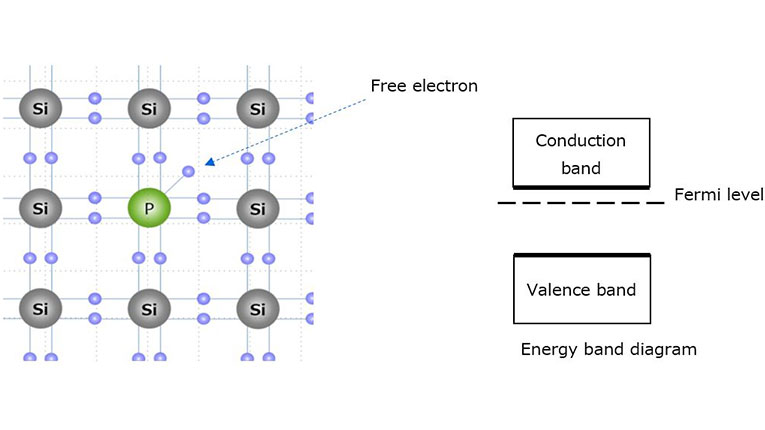 Free electron
Si Si Si
Si P Si
Si Si Si
Conduction
band
Fermi level
Valence band
Energy band diagram